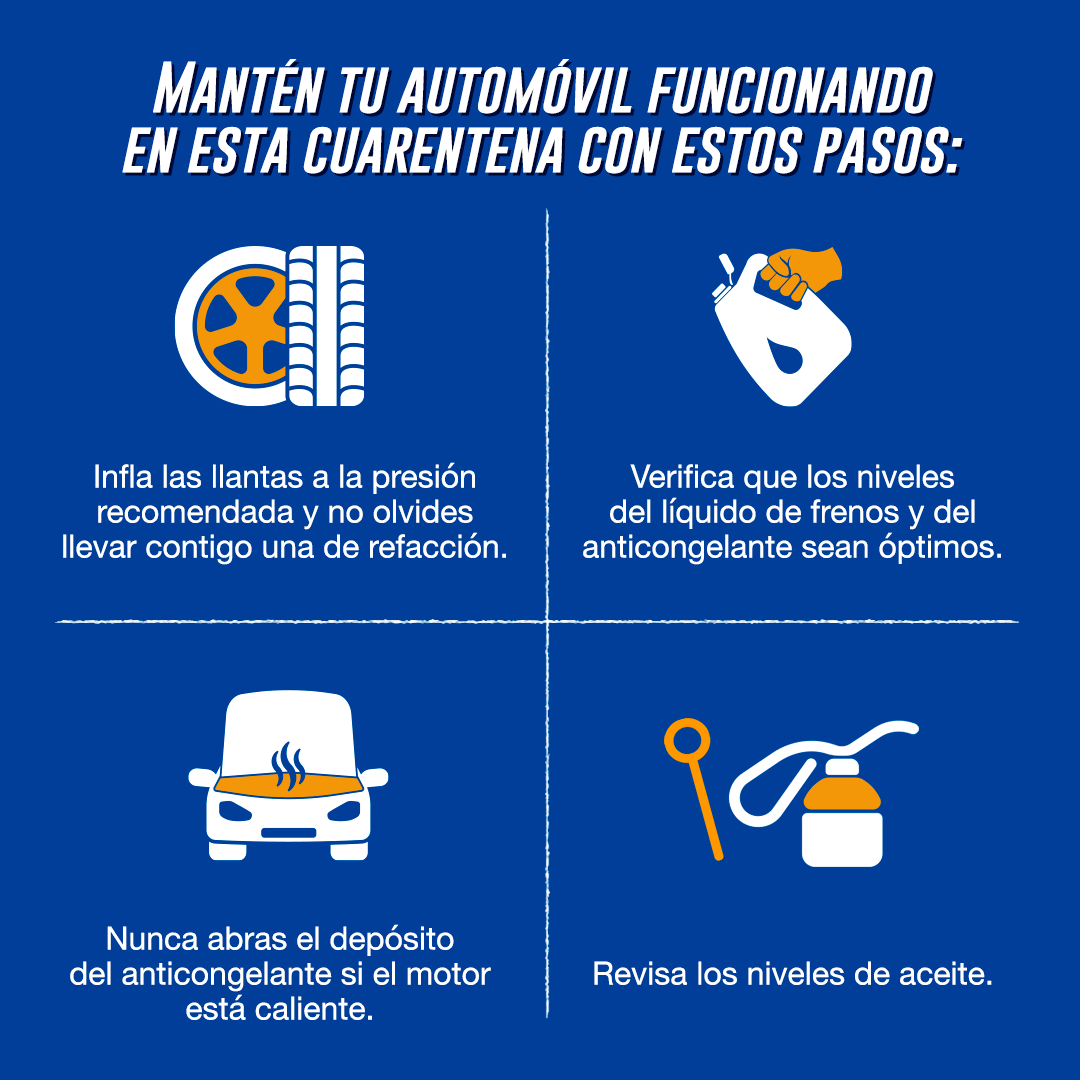 MANTÉN TU AUTOMÓVIL FUNCIONANDO
EN ESTA CUARENTENA CON ESTOS PASOS:
Infla las llantas a la presión
recomendada y no olvides
llevar contigo una de refacción.
Verifica que los niveles
del líquido de frenos y del
anticongelante sean óptimos.
Nunca abras el depósito
del anticongelante si el motor
está caliente.
Revisa los niveles de aceite.